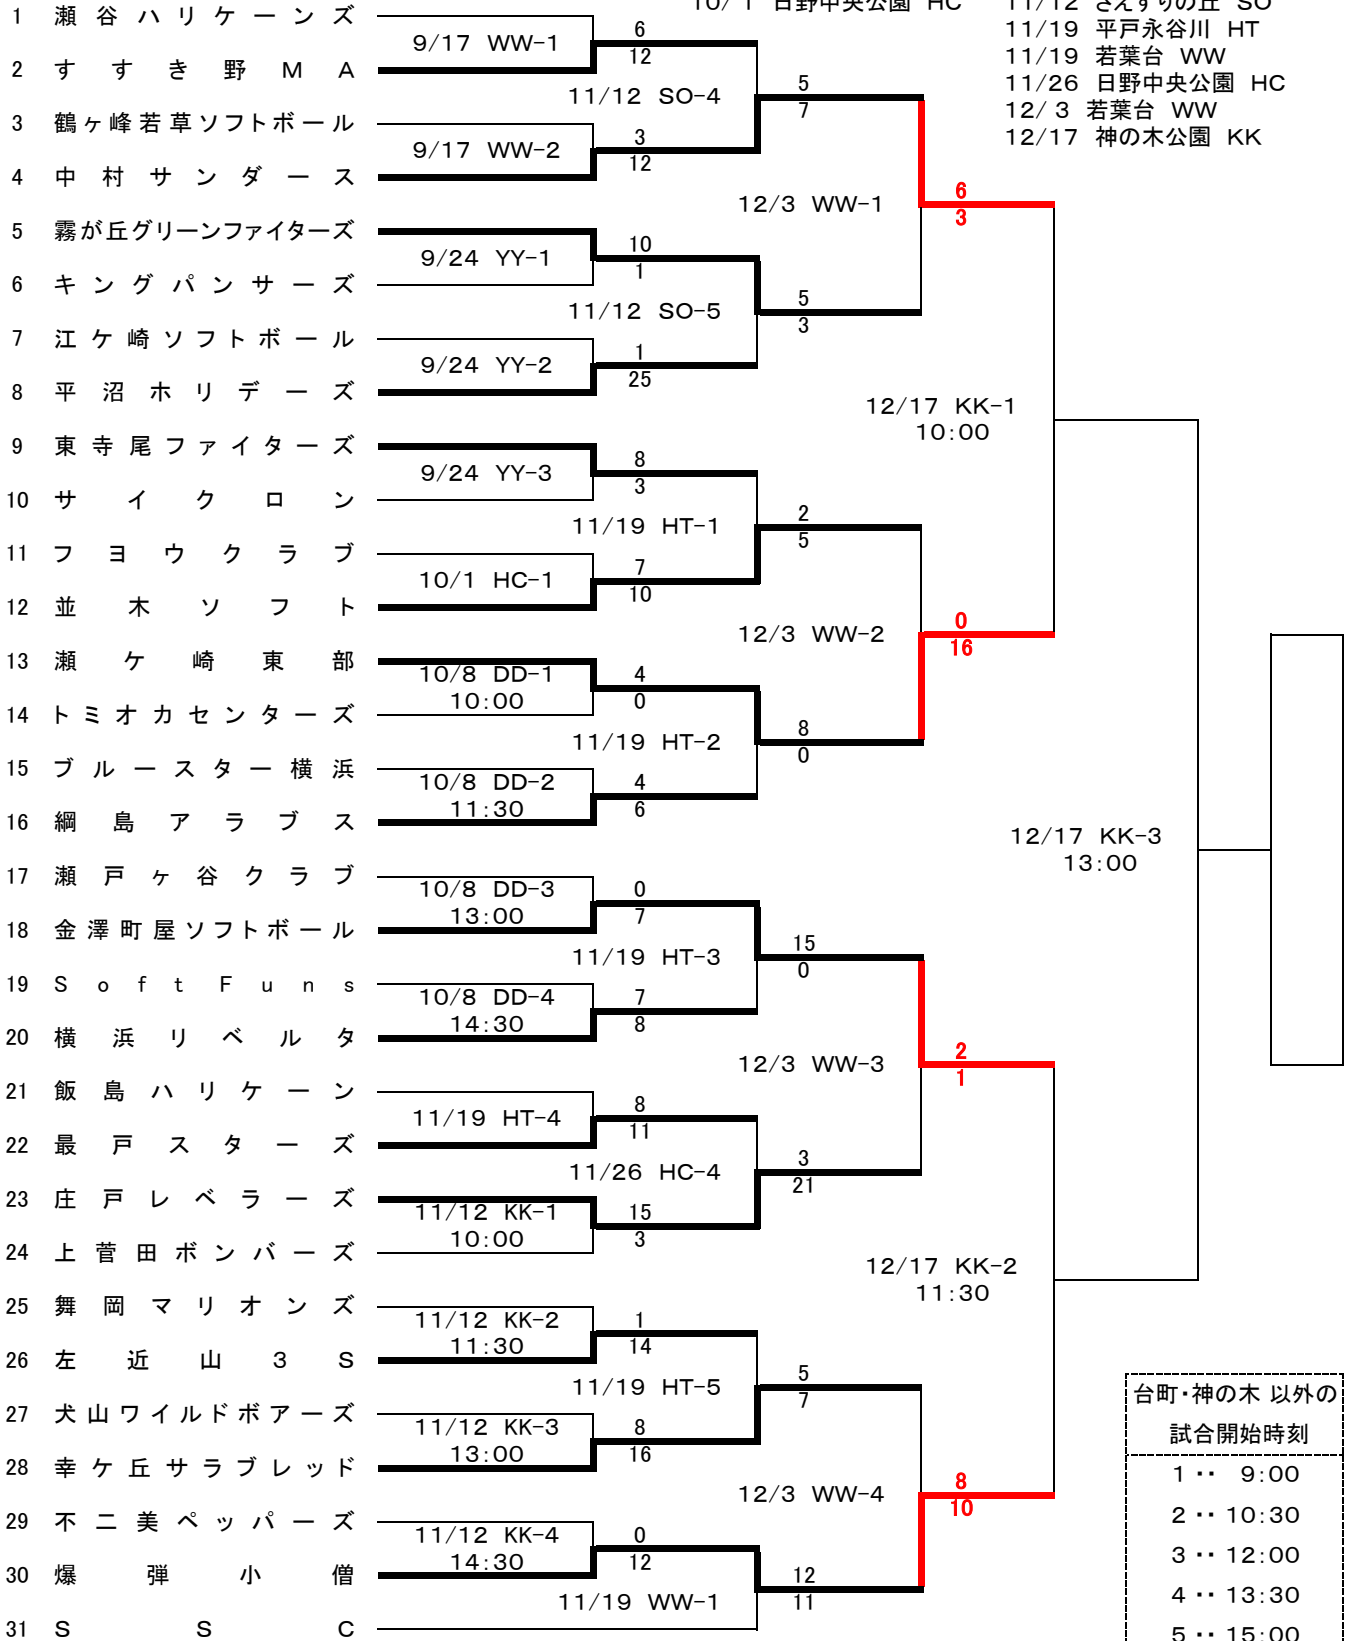 10/ 1 日野中央公園 HC
11/12 さえずりの丘 SO
11/19 平戸永谷川 HT
11/19 若葉台 WW
11/26 日野中央公園 HC
12/ 3 若葉台 WW
12/17 神の木公園 KK
1 瀬谷ハリケーンズ
9/17 WW-1
6
12
2 すすき野MA
11/12 SO-4
5
7
3 鶴ヶ峰若草ソフトボール
9/17 WW-2
3
12
4 中村サンダース
12/3 WW-1
6
3
5 霧が丘グリーンファイターズ
9/24 YY-1
10
1
6 キングパンサーズ
11/12 SO-5
5
3
7 江ケ崎ソフトボール
9/24 YY-2
1
25
8 平沼ホリデーズ
12/17 KK-1
10:00
9 東寺尾ファイターズ
9/24 YY-3
8
3
10 サイクロン
11/19 HT-1
2
5
11 フヨウクラブ
10/1 HC-1
7
10
12 並木ソフト
12/3 WW-2
0
16
13 瀬ケ崎東部
10/8 DD-1
10:00
4
0
14 トミオカセンターズ
11/19 HT-2
8
0
15 ブルースター横浜
10/8 DD-2
11:30
4
6
16 綱島アラブス
12/17 KK-3
13:00
17 瀬戸ヶ谷クラブ
10/8 DD-3
13:00
0
7
18 金澤町屋ソフトボール
11/19 HT-3
15
0
19 Soft Funs
10/8 DD-4
14:30
7
8
20 横浜リベルタ
12/3 WW-3
2
1
21 飯島ハリケーン
11/19 HT-4
8
11
22 最戸スターズ
11/26 HC-4
3
21
23 庄戸レベラーズ
11/12 KK-1
10:00
15
3
24 上菅田ボンバーズ
12/17 KK-2
11:30
25 舞岡マリオンズ
11/12 KK-2
11:30
1
14
26 左近山3S
11/19 HT-5
5
7
27 犬山ワイルドボアーズ
11/12 KK-3
13:00
8
16
28 幸ケ丘サラブレッド
12/3 WW-4
8
10
29 不二美ペッパーズ
11/12 KK-4
14:30
0
12
30 爆弾小僧
11/19 WW-1
12
11
31 SSC
台町･神の木 以外の
試合開始時刻
1 ･･ 9:00
2 ･･ 10:30
3 ･･ 12:00
4 ･･ 13:30
5 ･･ 15:00